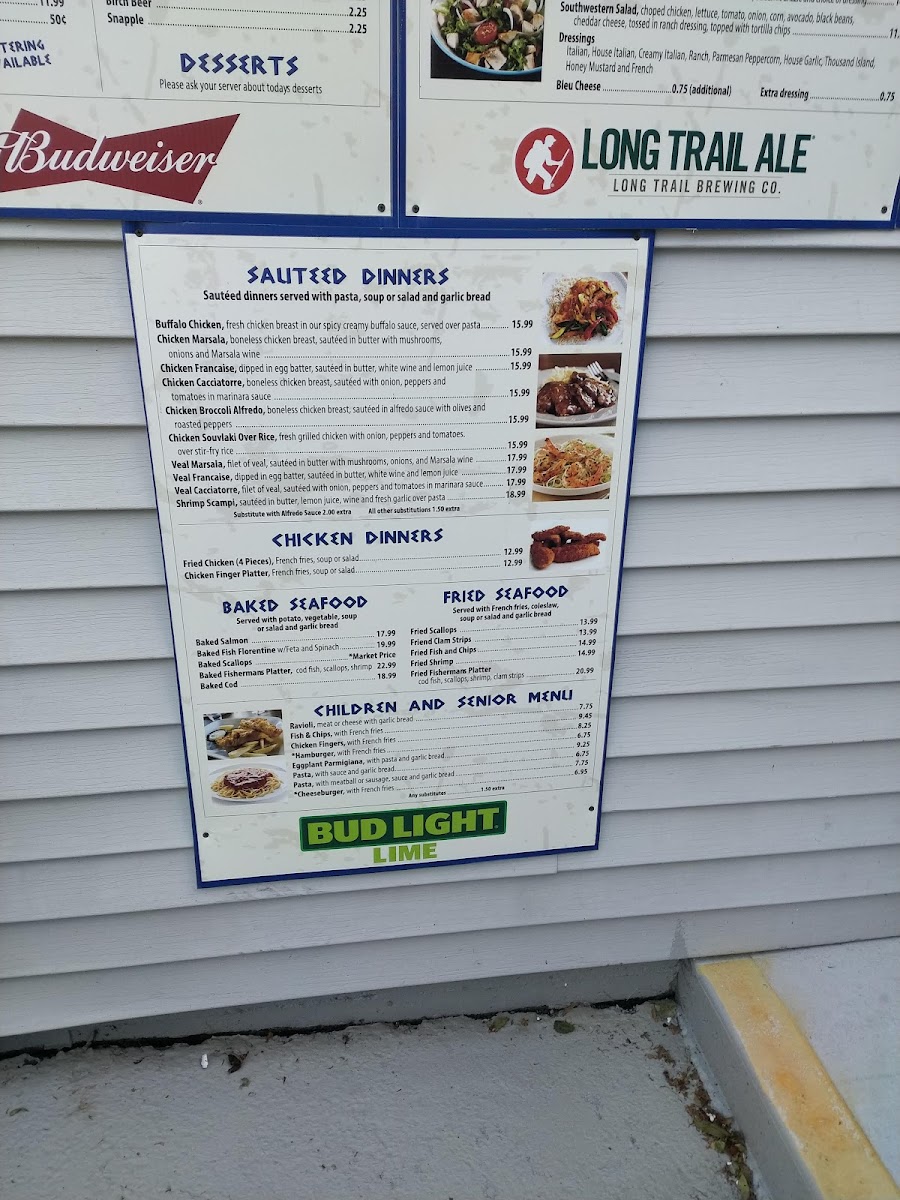 11.99
50¢
TERING
AILABLE
Birch Beer 2.25
Snapple 2.25
DESSERTS
Please ask your server about todays desserts
Budweiser
Southwestern Salad, choped chicken, lettuce, tomato, onion, corn, avocado, black beans,
cheddar cheese, tossed in ranch dressing, topped with tortilla chips 11.
Dressings
Italian, House Italian, Creamy Italian, Ranch, Parmesan Peppercorn, House Garlic, Thousand Island,
Honey Mustard and French
Bleu Cheese 0.75 (additional) Extra dressing 0.75
LONG TRAIL ALE
LONG TRAIL BREWING CO.
SAUTEED DINNERS
Sautéed dinners served with pasta, soup or salad and garlic bread
Buffalo Chicken, fresh chicken breast in our spicy creamy buffalo sauce, served over pasta 15.99
Chicken Marsala, boneless chicken breast, sautéed in butter with mushrooms,
onions and Marsala wine 15.99
Chicken Francaise, dipped in egg batter, sautéed in butter, white wine and lemon juice 15.99
Chicken Cacciatorre, boneless chicken breast, sautéed with onion, peppers and
tomatoes in marinara sauce 15.99
Chicken Broccoli Alfredo, boneless chicken breast, sautéed in alfredo sauce with olives and
roasted peppers 15.99
Chicken Souvlaki Over Rice, fresh grilled chicken with onion, peppers and tomatoes.
over stir-fry rice 15.99
Veal Marsala, filet of veal, sautéed in butter with mushrooms, onions, and Marsala wine 17.99
Veal Francaise, dipped in egg batter, sautéed in butter, white wine and lemon juice 17.99
Veal Cacciatorre, filet of veal, sautéed with onion, peppers and tomatoes in marinara sauce 17.99
Shrimp Scampi, sautéed in butter, lemon juice, wine and fresh garlic over pasta 18.99
Substitute with Alfredo Sauce 2.00 extra All other substitutions 1.50 extra
CHICKEN DINNERS
Fried Chicken (4 Pieces), French fries, soup or salad 12.99
Chicken Finger Platter, French fries, soup or salad 12.99
BAKED SEAFOOD
Served with potato, vegetable, soup
or salad and garlic bread
Baked Salmon 17.99
Baked Fish Florentine w/Feta and Spinach 19.99
Baked Scallops *Market Price
Baked Fishermans Platter, cod fish, scallops, shrimp 22.99
Baked Cod 18.99
FRIED SEAFOOD
Served with French fries, coleslaw,
soup or salad and garlic bread
Fried Scallops 13.99
Friend Clam Strips 13.99
Fried Fish and Chips 14.99
Fried Shrimp 14.99
Fried Fishermans Platter
cod fish, scallops, shrimp, clam strips 20.99
CHILDREN AND SENIOR MENU
Ravioli, meat or cheese with garlic bread 7.75
Fish & Chips, with French fries 9.45
Chicken Fingers, with French fries 8.25
*Hamburger, with French fries 6.75
Eggplant Parmigiana, with pasta and garlic bread 9.25
Pasta, with sauce and garlic bread 6.75
Pasta, with meatball or sausage, sauce and garlic bread 7.75
*Cheeseburger, with French fries 6.95
Any substitutes 1.50 extra
BUD LIGHT
LIME